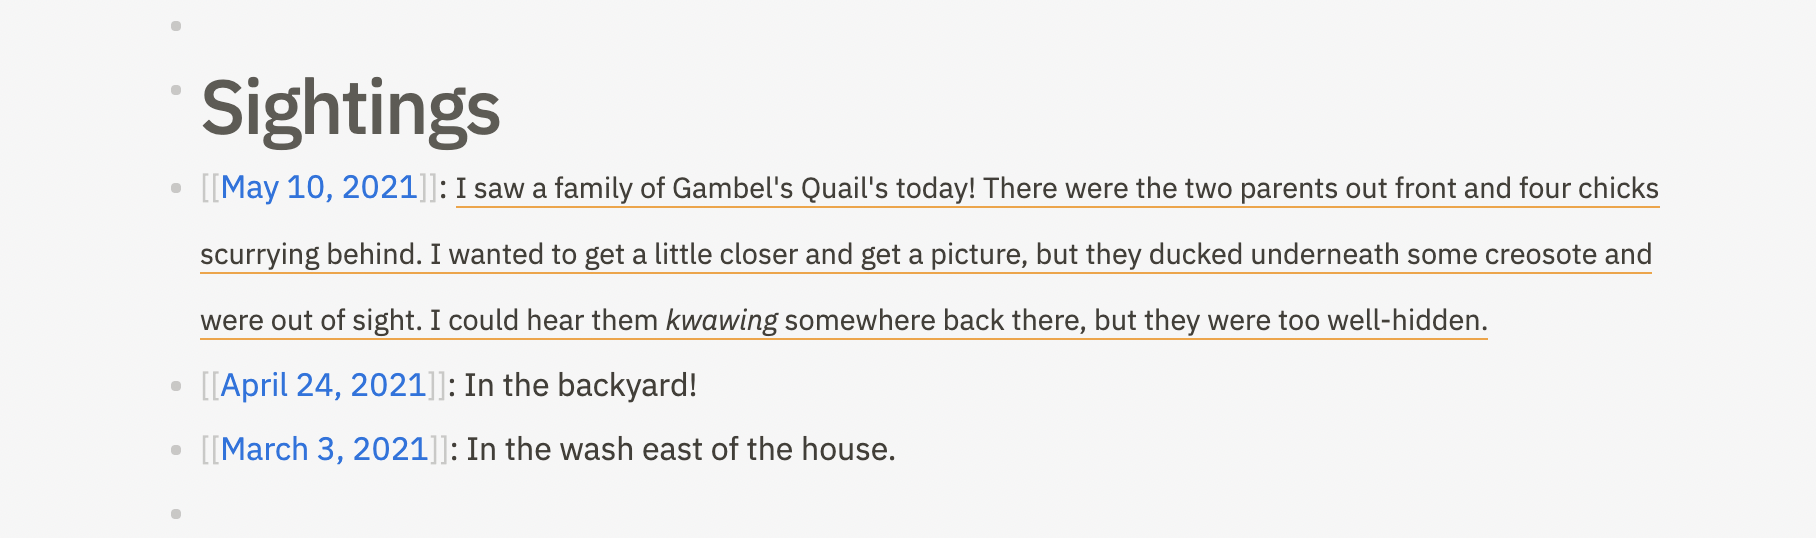 Sightings
[[May 10, 2021]]: I saw a family of Gambel's Quail's today! There were the two parents out front and four chicks
scurrying behind. I wanted to get a little closer and get a picture, but they ducked underneath some creosote and
were out of sight. I could hear them kwawing somewhere back there, but they were too well-hidden.
[[April 24, 2021]]: In the backyard!
[[March 3, 2021]]: In the wash east of the house.